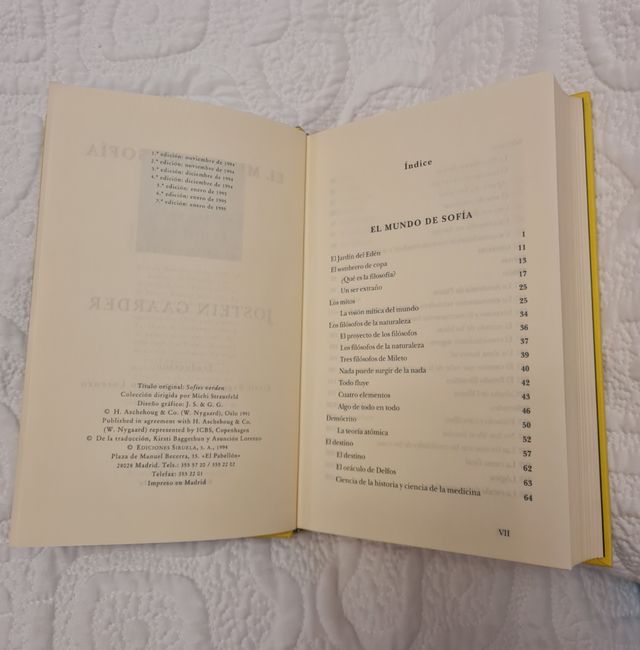 1.ª edición: noviembre de 1994
2.ª edición: noviembre de 1994
3.ª edición: diciembre de 1994
4.ª edición: diciembre de 1994
5.ª edición: enero de 1995
6.ª edición: enero de 1995
7.ª edición: enero de 1995
Título original: Sofies verden
Colección dirigida por Michi Strausfeld
Diseño gráfico: J. S. & G. G.
© H. Aschehoug & Co. (W. Nygaard), Oslo 1991
Published in agreement with H. Aschehoug & Co.
(W. Nygaard) represented by ICBS, Copenhagen
© De la traducción, Kirsti Baggethun y Asunción Lorenzo
© EDICIONES SIRUELA, S. A., 1994
Plaza de Manuel Becerra, 15. «El Pabellón»
28028 Madrid. Tels.: 355 57 20 / 355 22 02
Telefax: 355 22 01
Impreso en Madrid
Índice
EL MUNDO DE SOFÍA
El Jardín del Edén 1
El sombrero de copa 11
¿Qué es la filosofía? 13
Un ser extraño 17
Los mitos 25
La visión mítica del mundo 25
Los filósofos de la naturaleza 34
El proyecto de los filósofos 36
Los filósofos de la naturaleza 37
Tres filósofos de Mileto 39
Nada puede surgir de la nada 40
Todo fluye 42
Cuatro elementos 43
Algo de todo en todo 46
Demócrito 50
La teoría atómica 52
El destino 57
El destino 62
El oráculo de Delfos 63
Ciencia de la historia y ciencia de la medicina 64
VII